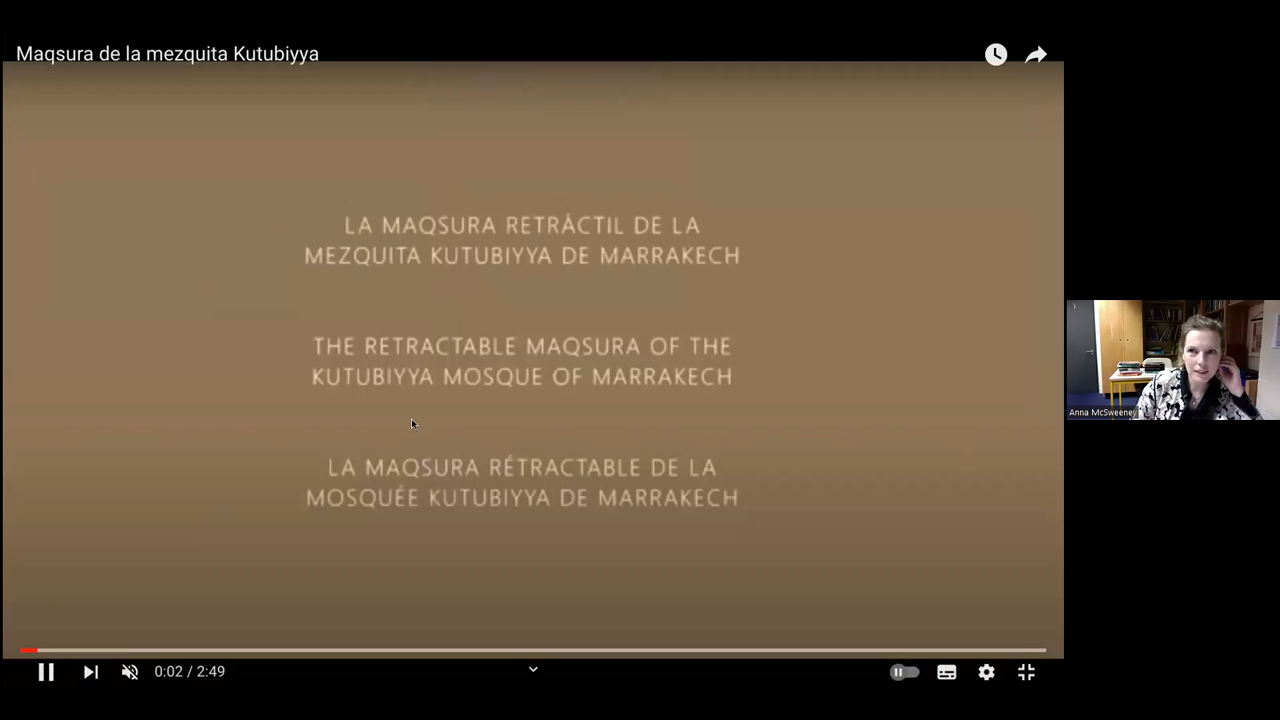 Maqsura de la mezquita Kutubiyya
LA MAQSURA RETRÁCTIL DE LA
MEZQUITA KUTUBIYYA DE MARRAKECH
THE RETRACTABLE MAQSURA OF THE
KUTUBIYYA MOSQUE OF MARRAKECH
LA MAQSURA RÉTRACTABLE DE LA
MOSQUÉE KUTUBIYYA DE MARRAKECH
Anna McSweeney
0:02 / 2:49